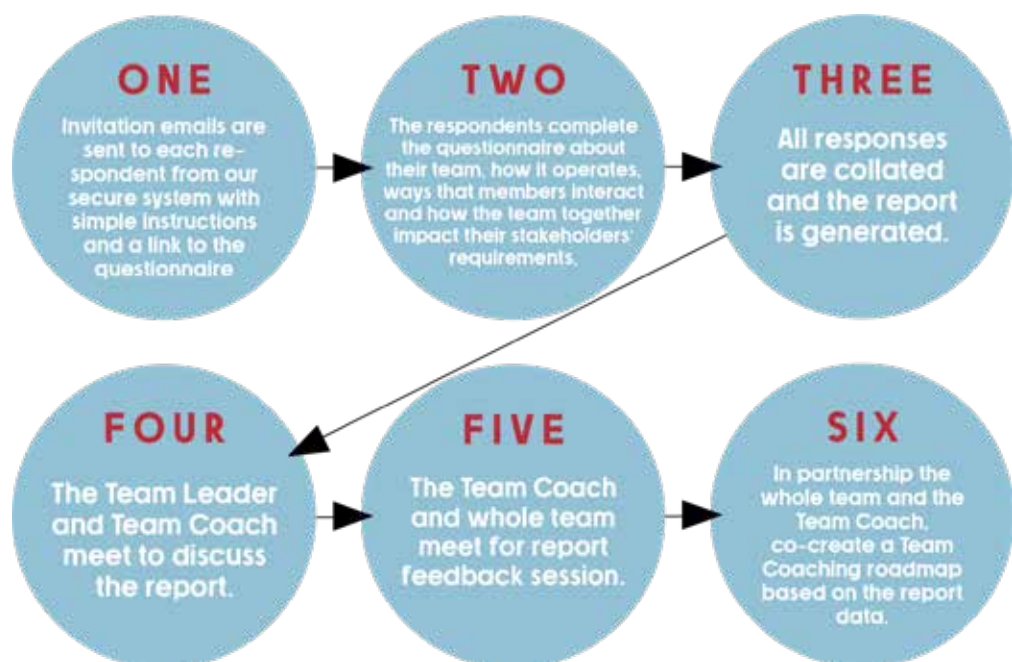 ONE
Invitation emails are
sent to each re-
spondent from our
secure system with
simple instructions
and a link to the
questionnaire
TWO
The respondents complete
the questionnaire about
their team, how it operates,
ways that members interact
and how the team together
impact their stakeholders'
requirements.
THREE
All responses
are collated
and the report
is generated.
FOUR
The Team Leader
and Team Coach
meet to discuss
the report.
FIVE
The Team Coach
and whole team
meet for report
feedback session.
SIX
In partnership the
whole team and the
Team Coach,
co-create a Team
Coaching roadmap
based on the report
data.